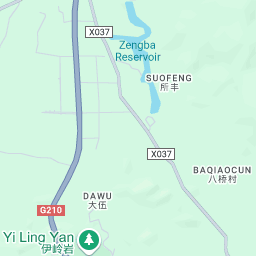 X037
Zengba
Reservoir
SUOFENG
所丰
X037
BAQIAOCUN
八桥村
DAWU
大伍
G210
Yi Ling Yan
伊岭岩